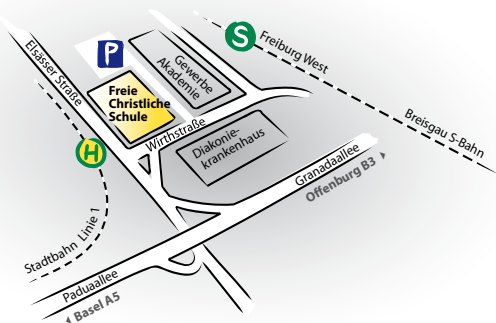 Elsässer Straße
P
Gewerbe
Akademie
S
Freiburg West
Breisgau S-Bahn
Freie
Christliche
Schule
Wirthstraße
H
Diakonie-
krankenhaus
Granadaallee
Offenburg B3
Stadtbahn Linie 1
Paduaallee
Basel A5